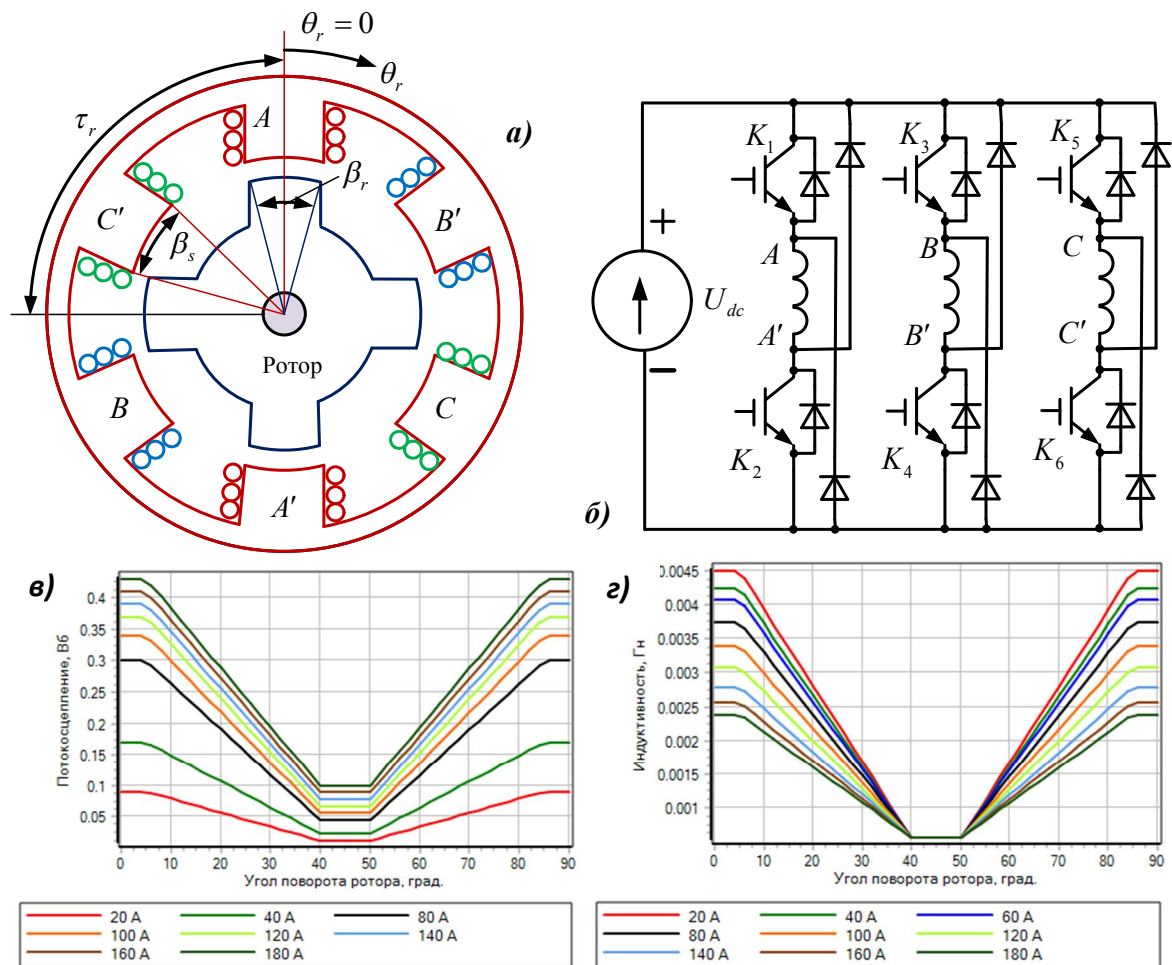 θr = 0
θr
τr
A
а)
βr
C'
B'
βs
Ротор
B
C
A'
K1
K3
K5
+
A
B
C
Udc
A'
B'
C'
−
K2
K4
K6
б)
в)
Потокосцепление, Вб
0.4
0.35
0.3
0.25
0.2
0.15
0.1
0.05
0 10 20 30 40 50 60 70 80 90
Угол поворота ротора, град.
20 A 40 A 80 A
100 A 120 A 140 A
160 A 180 A
г)
Индуктивность, Гн
0.0045
0.004
0.0035
0.003
0.0025
0.002
0.0015
0.001
0 10 20 30 40 50 60 70 80 90
Угол поворота ротора, град.
20 A 40 A 60 A
80 A 100 A 120 A
140 A 160 A 180 A